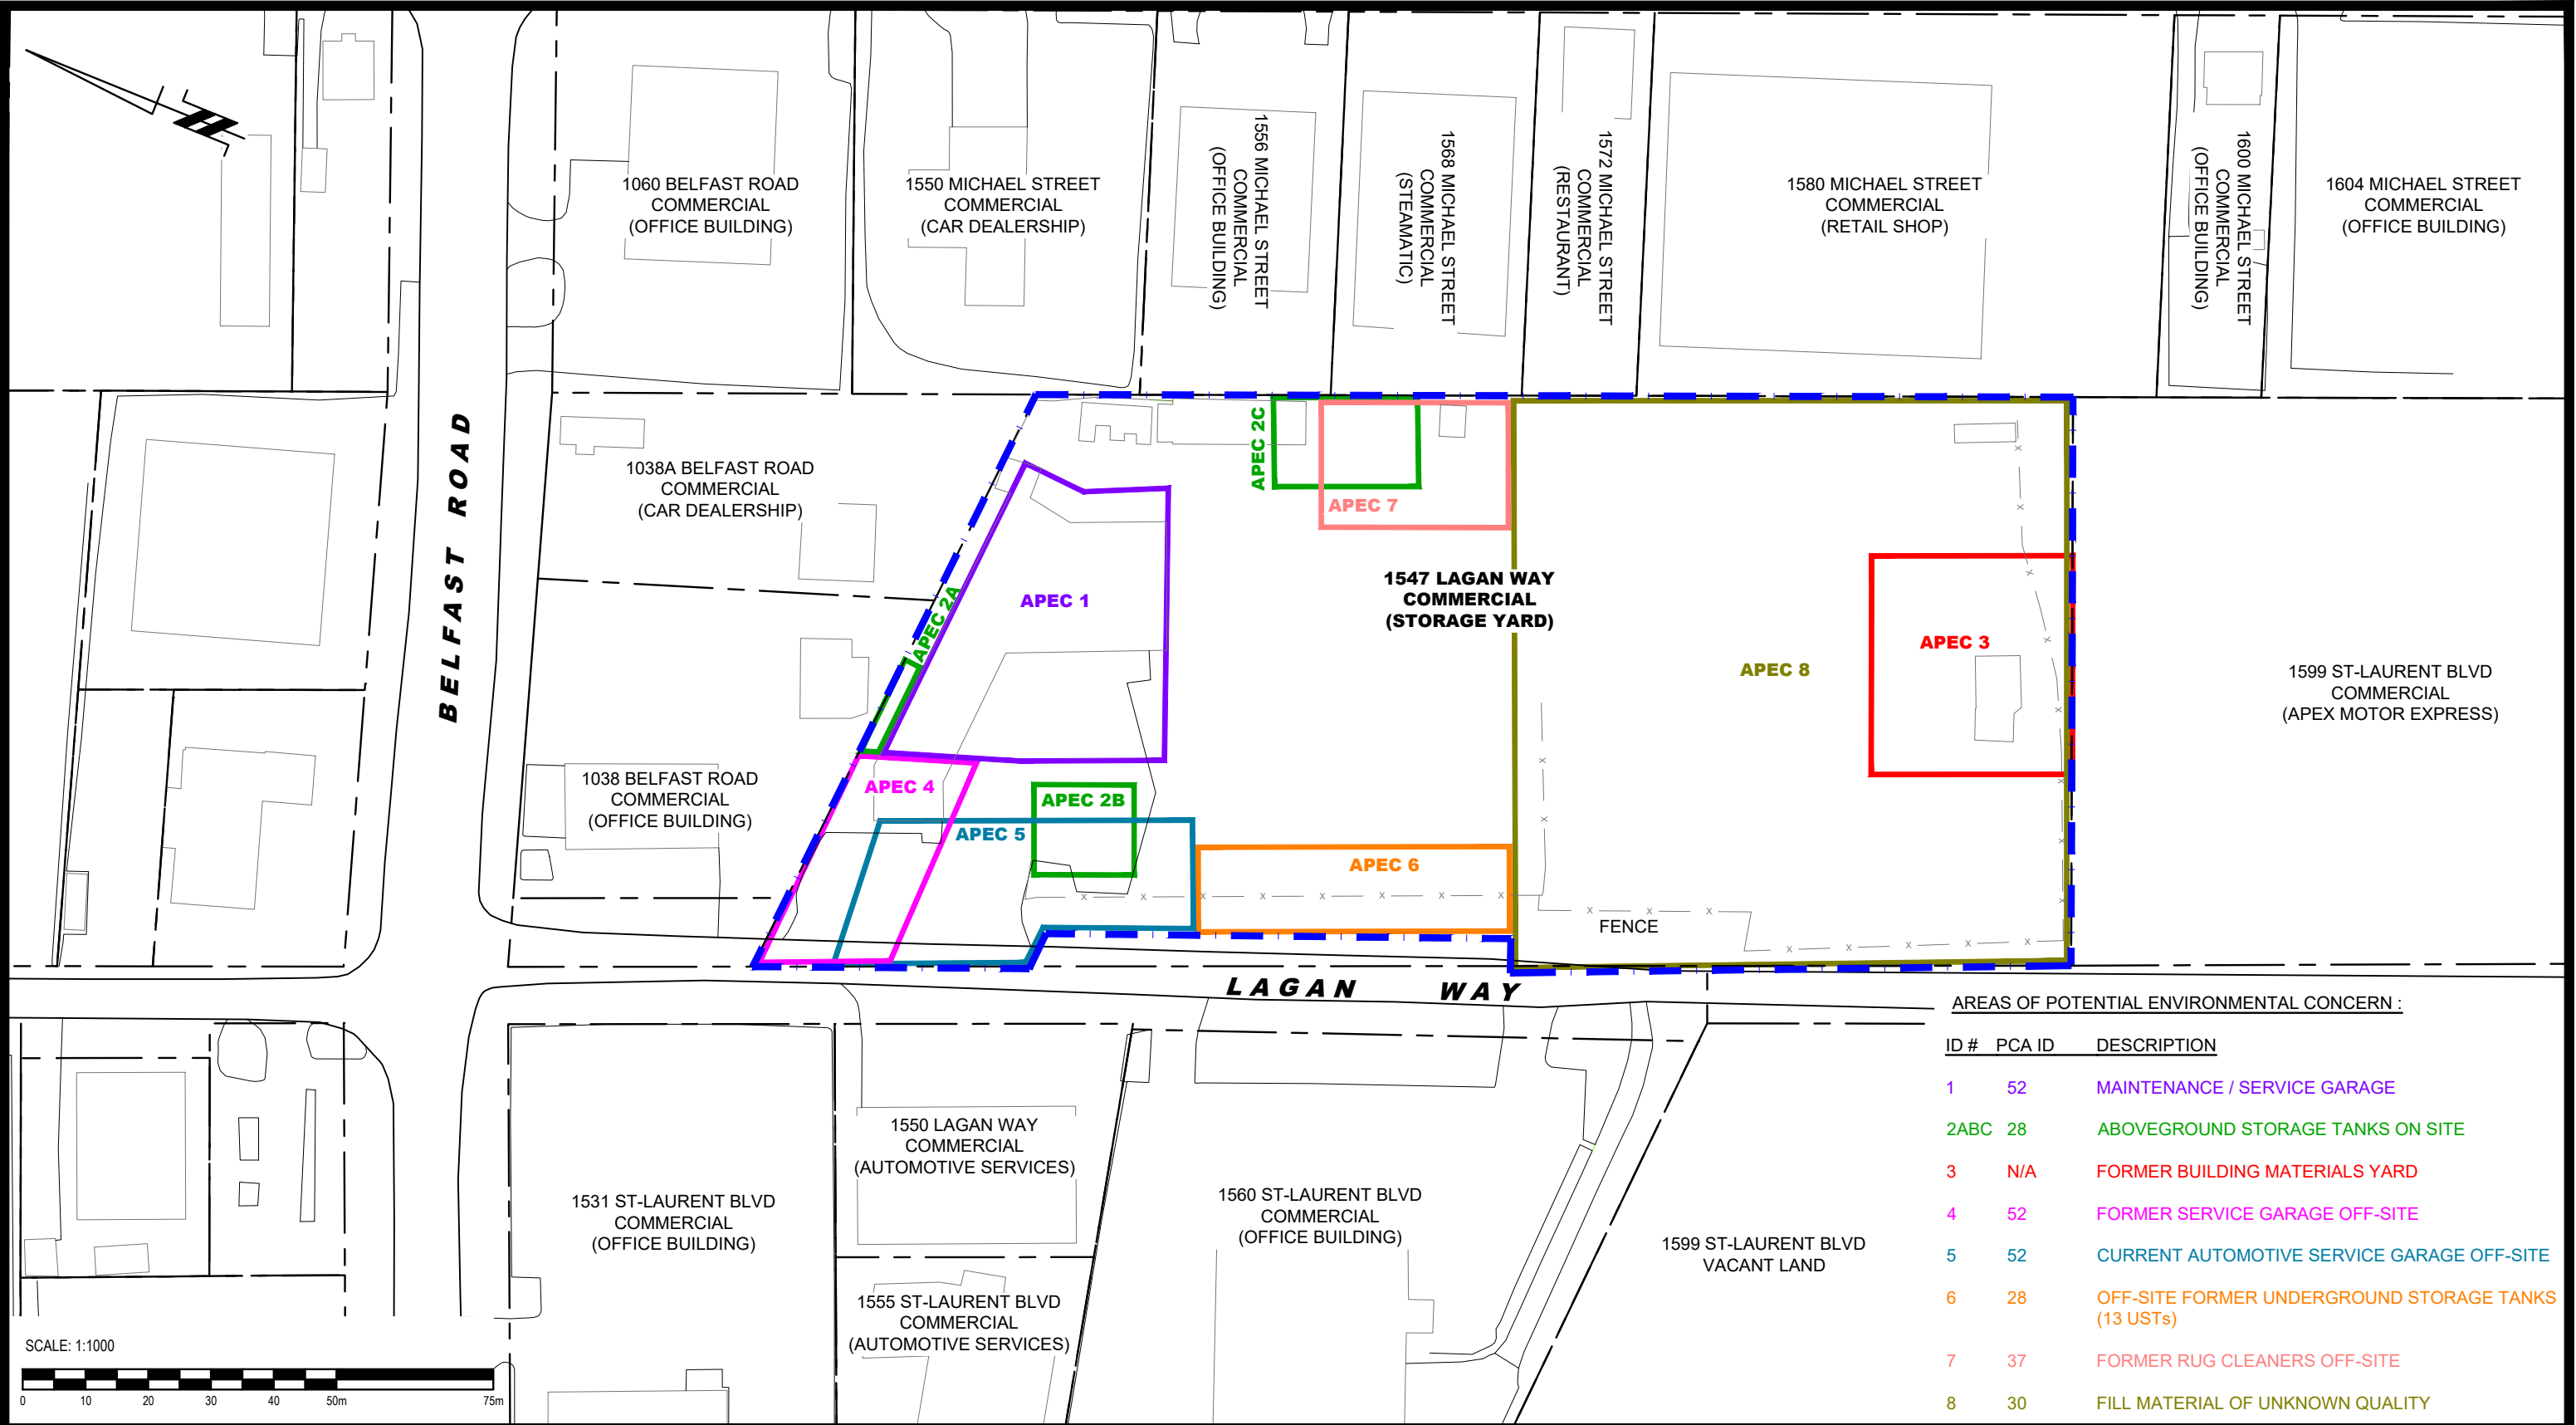 1060 BELFAST ROAD
COMMERCIAL
(OFFICE BUILDING)
1550 MICHAEL STREET
COMMERCIAL
(CAR DEALERSHIP)
1556 MICHAEL STREET
COMMERCIAL
(OFFICE BUILDING)
1568 MICHAEL STREET
COMMERCIAL
(STEAMATIC)
1572 MICHAEL STREET
COMMERCIAL
(RESTAURANT)
1580 MICHAEL STREET
COMMERCIAL
(RETAIL SHOP)
1600 MICHAEL STREET
COMMERCIAL
(OFFICE BUILDING)
1604 MICHAEL STREET
COMMERCIAL
(OFFICE BUILDING)
BELFAST ROAD
1038A BELFAST ROAD
COMMERCIAL
(CAR DEALERSHIP)
APEC 2C
APEC 7
1547 LAGAN WAY
COMMERCIAL
(STORAGE YARD)
APEC 1
APEC 2A
APEC 3
APEC 8
1599 ST-LAURENT BLVD
COMMERCIAL
(APEX MOTOR EXPRESS)
1038 BELFAST ROAD
COMMERCIAL
(OFFICE BUILDING)
APEC 4
APEC 2B
APEC 5
APEC 6
FENCE
LAGAN WAY
1550 LAGAN WAY
COMMERCIAL
(AUTOMOTIVE SERVICES)
1531 ST-LAURENT BLVD
COMMERCIAL
(OFFICE BUILDING)
1560 ST-LAURENT BLVD
COMMERCIAL
(OFFICE BUILDING)
1599 ST-LAURENT BLVD
VACANT LAND
1555 ST-LAURENT BLVD
COMMERCIAL
(AUTOMOTIVE SERVICES)
AREAS OF POTENTIAL ENVIRONMENTAL CONCERN :
ID # PCA ID DESCRIPTION
1 52 MAINTENANCE / SERVICE GARAGE
2ABC 28 ABOVEGROUND STORAGE TANKS ON SITE
3 N/A FORMER BUILDING MATERIALS YARD
4 52 FORMER SERVICE GARAGE OFF-SITE
5 52 CURRENT AUTOMOTIVE SERVICE GARAGE OFF-SITE
6 28 OFF-SITE FORMER UNDERGROUND STORAGE TANKS
(13 USTs)
7 37 FORMER RUG CLEANERS OFF-SITE
8 30 FILL MATERIAL OF UNKNOWN QUALITY
SCALE: 1:1000
0 10 20 30 40 50m 75m